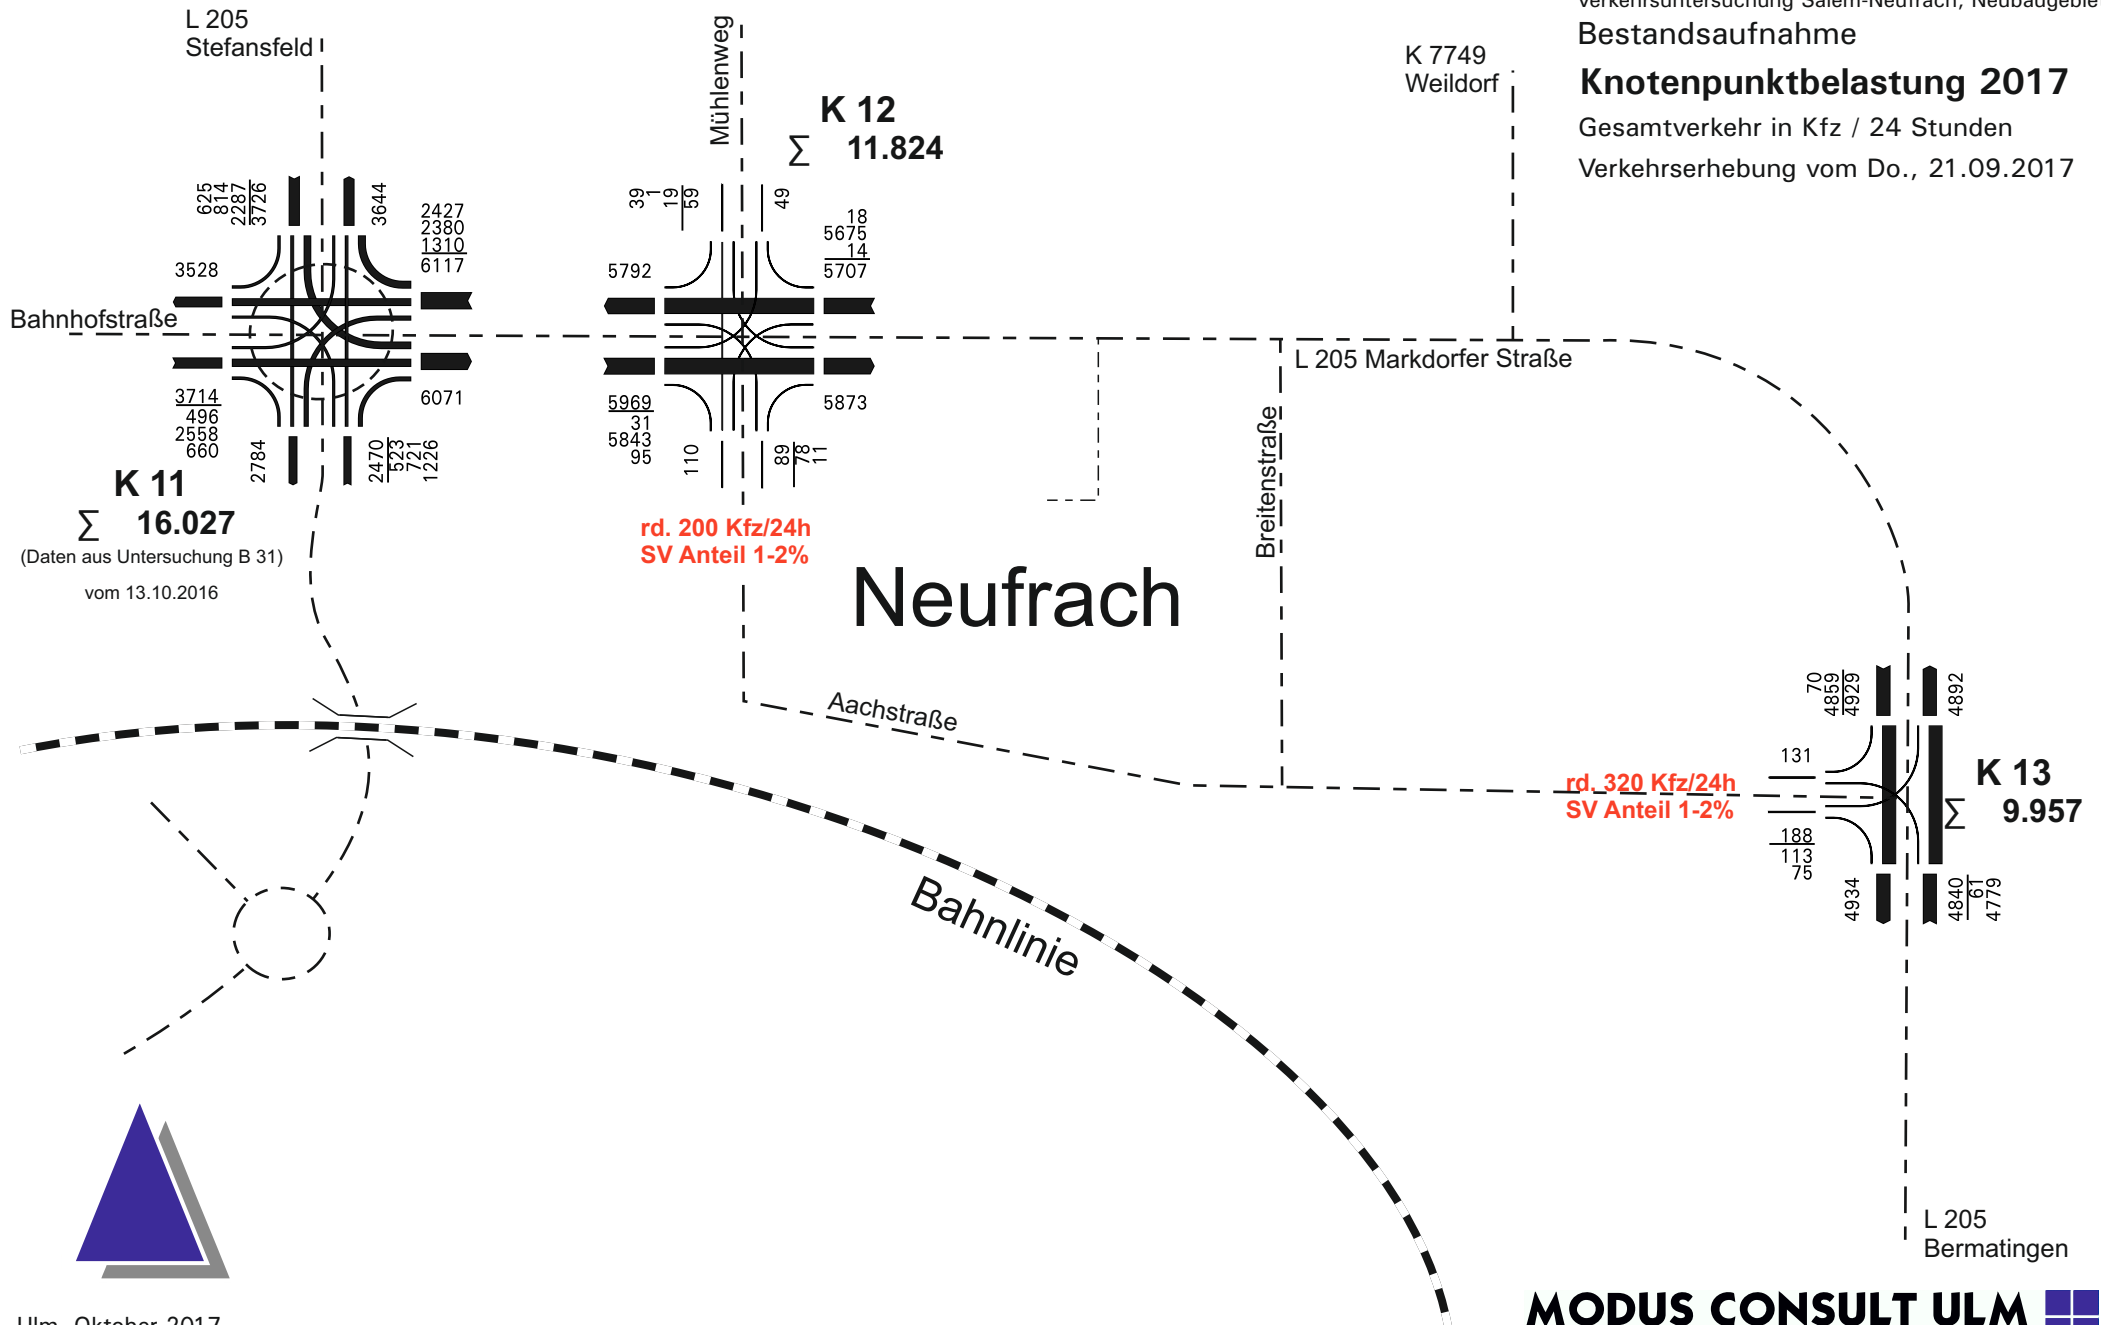 Verkehrsuntersuchung Salem-Neufrach, Neubaugebie
Bestandsaufnahme
Knotenpunktbelastung 2017
Gesamtverkehr in Kfz / 24 Stunden
Verkehrserhebung vom Do., 21.09.2017
L 205
Stefansfeld
Mühlenweg
K 7749
Weildorf
K 12
∑ 11.824
625
814
2287
3726
3644
2427
2380
1310
6117
3528
Bahnhofstraße
3714
496
2558
660
2784
2470
523
721
1226
6071
K 11
∑ 16.027
(Daten aus Untersuchung B 31)
vom 13.10.2016
39
1
19
59
49
18
5675
14
5707
5792
5969
31
5843
95
110
89
78
11
5873
rd. 200 Kfz/24h
SV Anteil 1-2%
L 205 Markdorfer Straße
Breitenstraße
Neufrach
Aachstraße
70
4859
4929
4892
131
rd. 320 Kfz/24h
SV Anteil 1-2%
K 13
∑ 9.957
188
113
75
4934
4840
61
4779
Bahnlinie
L 205
Bermatingen
MODUS CONSULT ULM
Ulm, Oktober 2017